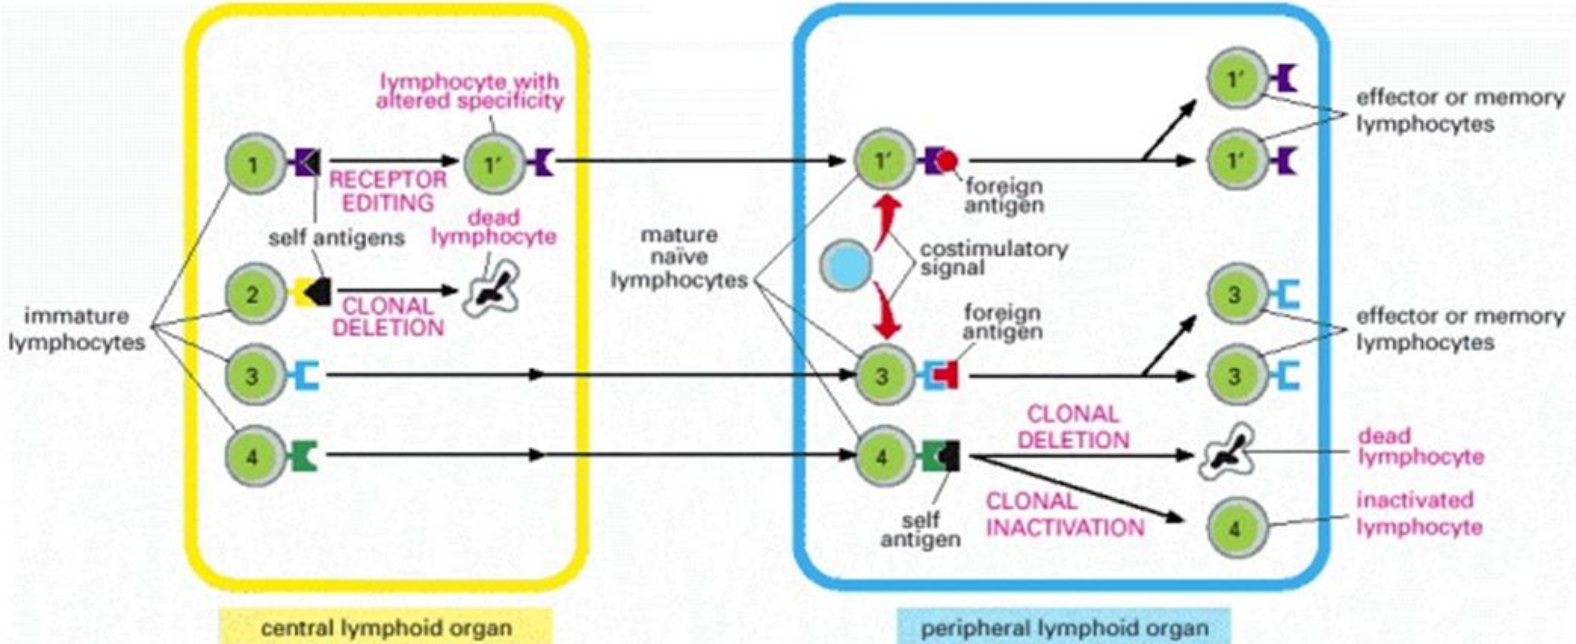 lymphocyte with
altered specificity
1
1′
RECEPTOR
EDITING
self antigens
dead
lymphocyte
2
CLONAL
DELETION
immature
lymphocytes
3
4
central lymphoid organ
mature
naïve
lymphocytes
1′
foreign
antigen
costimulatory
signal
foreign
antigen
3
4
self
antigen
CLONAL
DELETION
CLONAL
INACTIVATION
1′
1′
effector or memory
lymphocytes
3
3
effector or memory
lymphocytes
dead
lymphocyte
4
inactivated
lymphocyte
peripheral lymphoid organ